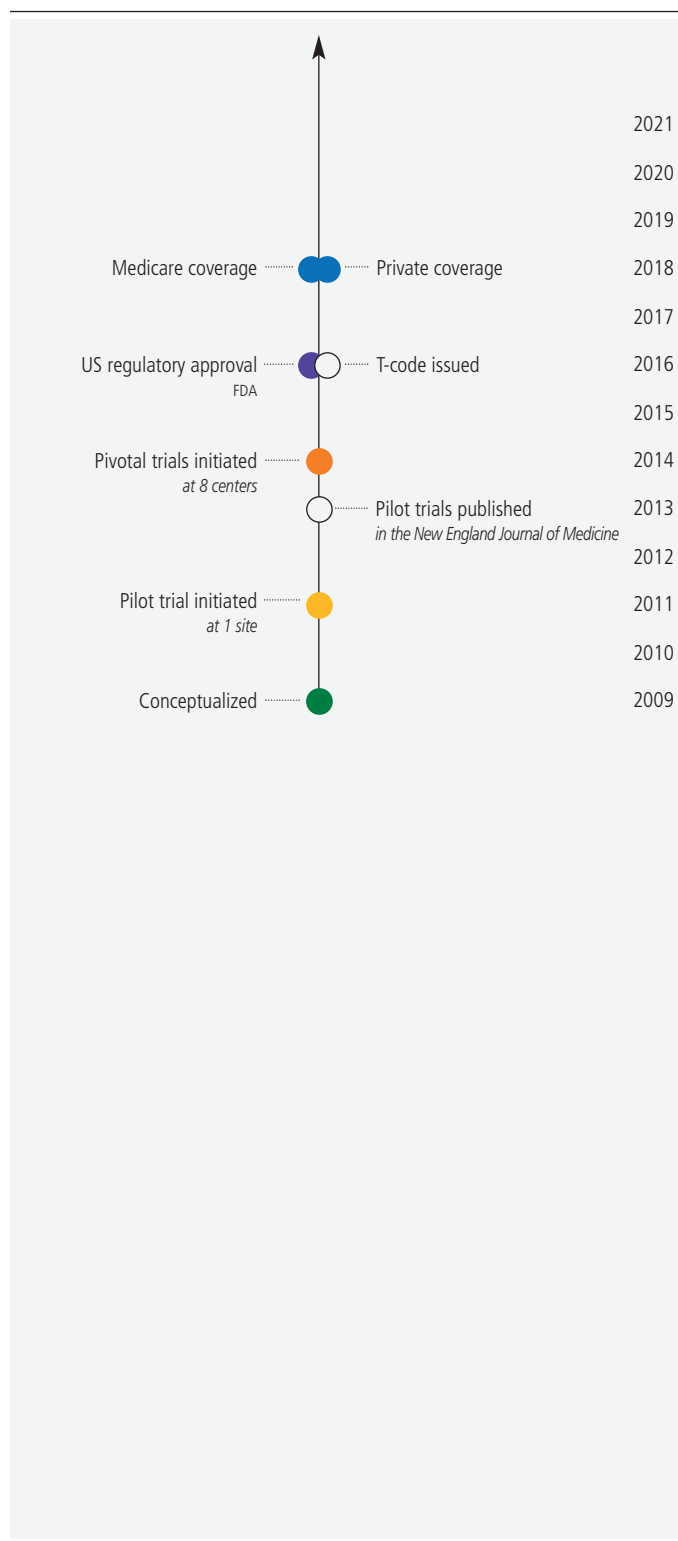 2021
2020
2019
Medicare coverage Private coverage 2018
2017
US regulatory approval T-code issued 2016
FDA
2015
Pivotal trials initiated 2014
at 8 centers
Pilot trials published 2013
in the New England Journal of Medicine
2012
Pilot trial initiated 2011
at 1 site
2010
Conceptualized 2009